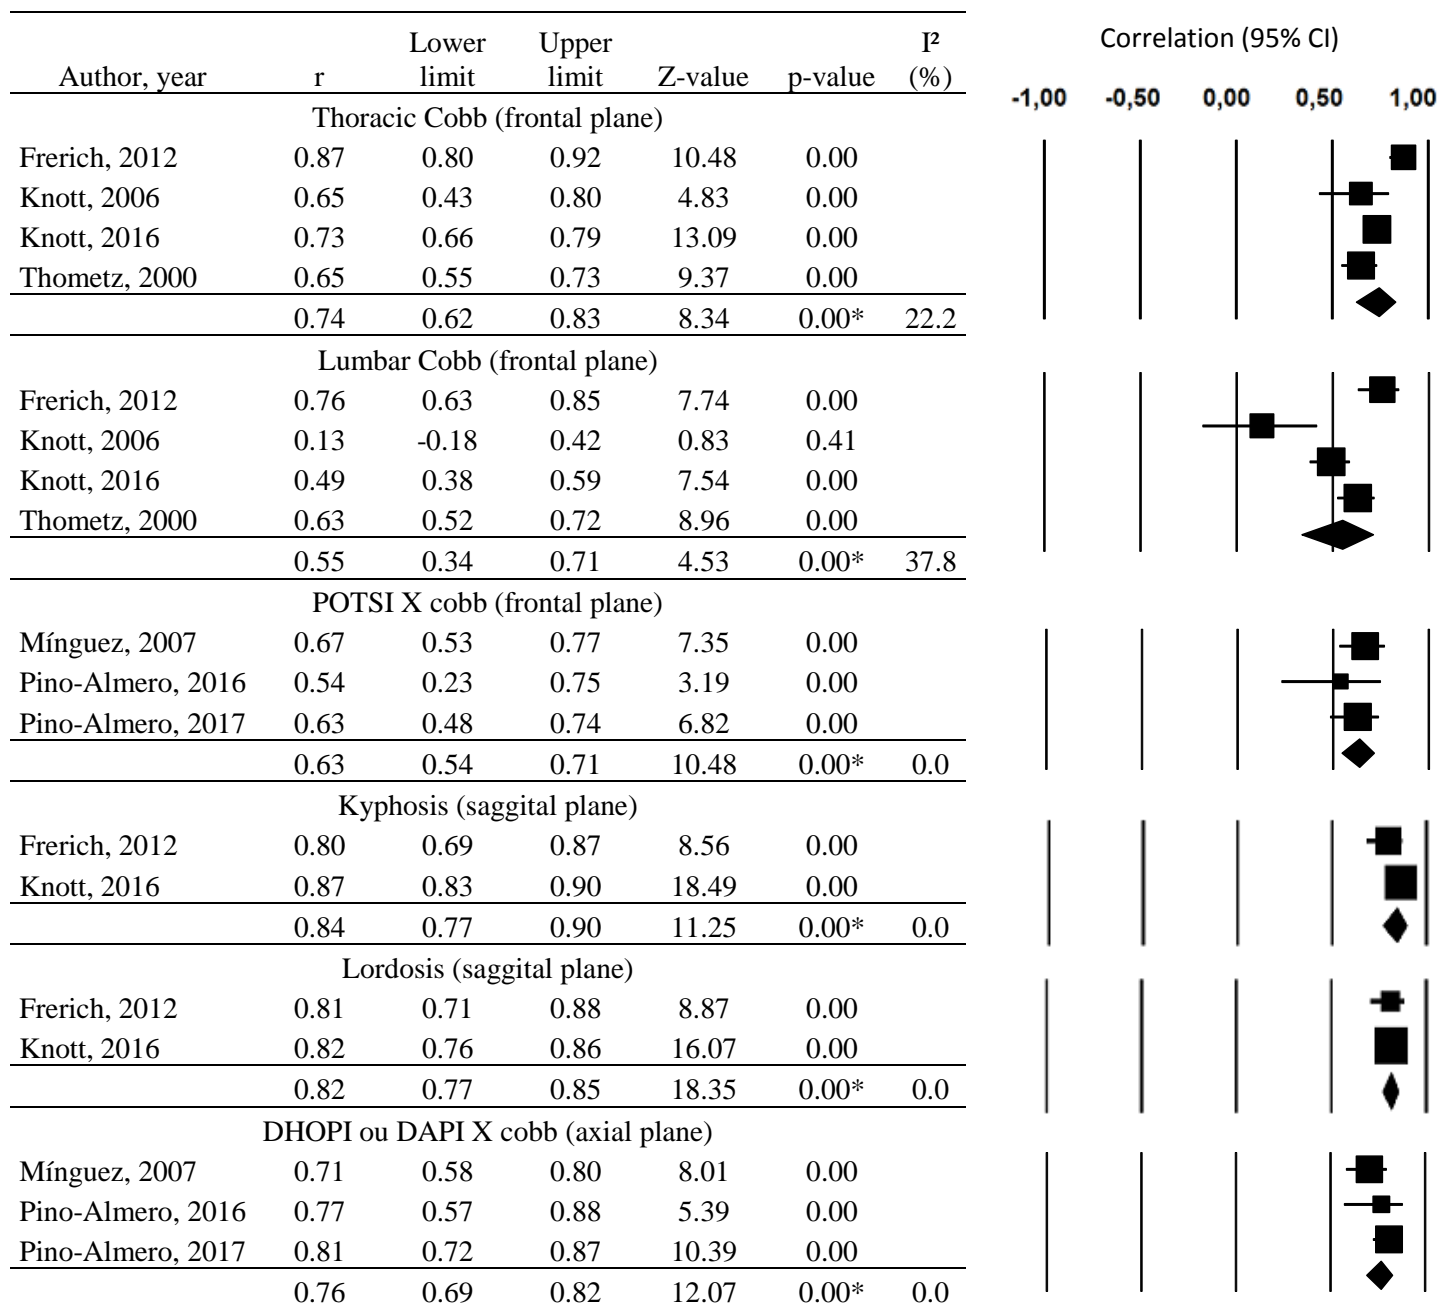 Author, year r Lower limit Upper limit Z-value p-value I² (%)
Correlation (95% CI)
-1,00 -0,50 0,00 0,50 1,00
Thoracic Cobb (frontal plane)
Frerich, 2012 0.87 0.80 0.92 10.48 0.00
Knott, 2006 0.65 0.43 0.80 4.83 0.00
Knott, 2016 0.73 0.66 0.79 13.09 0.00
Thometz, 2000 0.65 0.55 0.73 9.37 0.00
0.74 0.62 0.83 8.34 0.00* 22.2
Lumbar Cobb (frontal plane)
Frerich, 2012 0.76 0.63 0.85 7.74 0.00
Knott, 2006 0.13 -0.18 0.42 0.83 0.41
Knott, 2016 0.49 0.38 0.59 7.54 0.00
Thometz, 2000 0.63 0.52 0.72 8.96 0.00
0.55 0.34 0.71 4.53 0.00* 37.8
POTSI X cobb (frontal plane)
Mínguez, 2007 0.67 0.53 0.77 7.35 0.00
Pino-Almero, 2016 0.54 0.23 0.75 3.19 0.00
Pino-Almero, 2017 0.63 0.48 0.74 6.82 0.00
0.63 0.54 0.71 10.48 0.00* 0.0
Kyphosis (saggital plane)
Frerich, 2012 0.80 0.69 0.87 8.56 0.00
Knott, 2016 0.87 0.83 0.90 18.49 0.00
0.84 0.77 0.90 11.25 0.00* 0.0
Lordosis (saggital plane)
Frerich, 2012 0.81 0.71 0.88 8.87 0.00
Knott, 2016 0.82 0.76 0.86 16.07 0.00
0.82 0.77 0.85 18.35 0.00* 0.0
DHOPI ou DAPI X cobb (axial plane)
Mínguez, 2007 0.71 0.58 0.80 8.01 0.00
Pino-Almero, 2016 0.77 0.57 0.88 5.39 0.00
Pino-Almero, 2017 0.81 0.72 0.87 10.39 0.00
0.76 0.69 0.82 12.07 0.00* 0.0